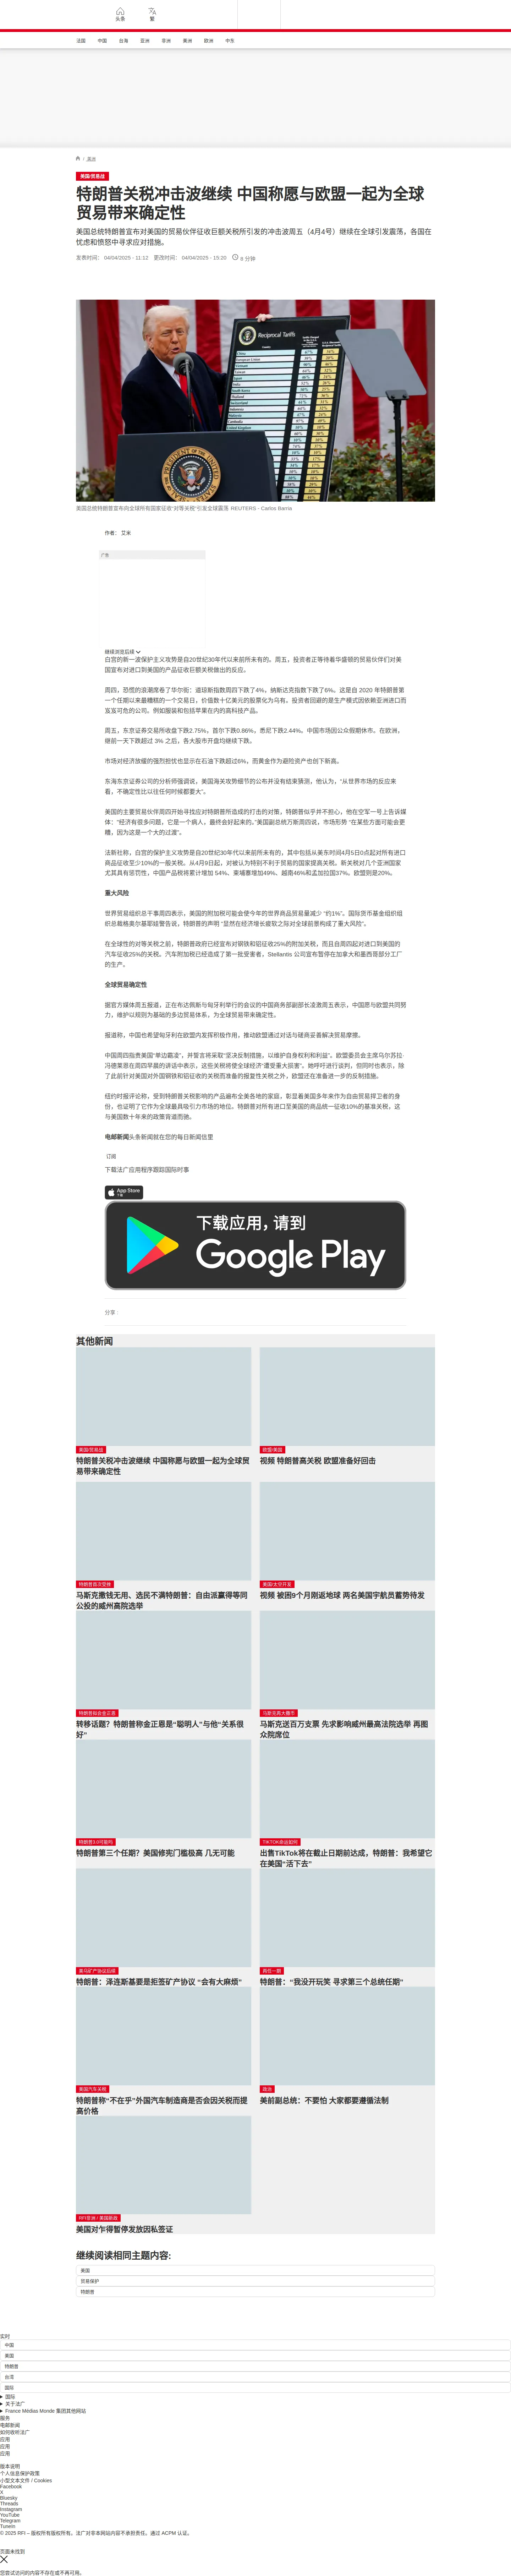 头条
繁
法国
中国
台海
亚洲
非洲
美洲
欧洲
中东
美洲
美国/贸易战
特朗普关税冲击波继续 中国称愿与欧盟一起为全球
贸易带来确定性
美国总统特朗普宣布对美国的贸易伙伴征收巨额关税所引发的冲击波周五（4月4号）继续在全球引发震荡，各国在
忧虑和愤怒中寻求应对措施。
发表时间： 04/04/2025 - 11:12 更改时间： 04/04/2025 - 15:20
分钟
Reciprocal Tariffs
China
European Union
SEAL OF THE PRESIDENT OF THE UNITED STATES
美国总统特朗普宣布向全球所有国家征收“对等关税”引发全球震荡 REUTERS - Carlos Barria
作者： 艾米
广告
继续浏览后续
白宫的新一波保护主义攻势是自20世纪30年代以来前所未有的。周五，投资者正等待着华盛顿的贸易伙伴们对美
国宣布对进口到美国的产品征收巨额关税做出的反应。
周四，恐慌的浪潮席卷了华尔街：道琼斯指数周四下跌了4%，纳斯达克指数下跌了6%。这是自 2020 年特朗普第
一个任期以来最糟糕的一个交易日，价值数十亿美元的股票化为乌有。投资者回避的是生产模式因依赖亚洲进口而
岌岌可危的公司，例如服装和包括苹果在内的高科技产品。
周五，东京证券交易所收盘下跌2.75%，首尔下跌0.86%，悉尼下跌2.44%。中国市场因公众假期休市。在欧洲，
继前一天下跌超过 3% 之后，各大股市开盘均继续下跌。
市场对经济放缓的强烈担忧也显示在石油下跌超过6%，而黄金作为避险资产也创下新高。
东海东京证券公司的分析师强调说，美国海关攻势细节的公布并没有结束猜测，他认为，“从世界市场的反应来
看，不确定性比以往任何时候都要大”。
美国的主要贸易伙伴周四开始寻找应对特朗普所造成的打击的对策，特朗普似乎并不担心，他在空军一号上告诉媒
体：“经济有很多问题，它是一个病人，最终会好起来的。”美国副总统万斯周四说，市场形势 “在某些方面可能会更
糟，因为这是一个大的过渡”。
法新社称，白宫的保护主义攻势是自20世纪30年代以来前所未有的，其中包括从美东时间4月5日0点起对所有进口
商品征收至少10%的一般关税。从4月9日起，对被认为特别不利于贸易的国家提高关税。新关税对几个亚洲国家
尤其具有惩罚性，中国产品税将累计增加 54%、柬埔寨增加49%、越南46%和孟加拉国37%。欧盟则是20%。
重大风险
世界贸易组织总干事周四表示，美国的附加税可能会使今年的世界商品贸易量减少 “约1%”。国际货币基金组织组
织总裁格奥尔基耶娃警告说，特朗普的声明 “显然在经济增长疲软之际对全球前景构成了重大风险”。
在全球性的对等关税之前，特朗普政府已经宣布对钢铁和铝征收25%的附加关税，而且自周四起对进口到美国的
汽车征收25%的关税。汽车附加税已经造成了第一批受害者，Stellantis 公司宣布暂停在加拿大和墨西哥部分工厂
的生产。
全球贸易确定性
据官方媒体周五报道，正在布达佩斯与匈牙利举行的会议的中国商务部副部长凌激周五表示，中国愿与欧盟共同努
力，维护以规则为基础的多边贸易体系，为全球贸易带来确定性。
报道称，中国也希望匈牙利在欧盟内发挥积极作用，推动欧盟通过对话与磋商妥善解决贸易摩擦。
中国周四指责美国“单边霸凌”，并誓言将采取“坚决反制措施，以维护自身权利和利益”。欧盟委员会主席乌尔苏拉·
冯德莱恩在周四早晨的讲话中表示，这些关税将使全球经济“遭受重大损害”，她呼吁进行谈判，但同时也表示，除
了此前针对美国对外国钢铁和铝征收的关税而准备的报复性关税之外，欧盟还在准备进一步的反制措施。
纽约时报评论称，受到特朗普关税影响的产品遍布全美各地的家庭，彰显着美国多年来作为自由贸易捍卫者的身
份，也证明了它作为全球最具吸引力市场的地位。特朗普对所有进口至美国的商品统一征收10%的基准关税，这
与美国数十年来的政策背道而驰。
电邮新闻头条新闻就在您的每日新闻信里
订阅
下载法广应用程序跟踪国际时事
App Store
下载应用，请到
Google Play
分享 :
其他新闻
美国/贸易战
特朗普关税冲击波继续 中国称愿与欧盟一起为全球贸
易带来确定性
欧盟/美国
视频 特朗普高关税 欧盟准备好回击
特朗普首次受挫
马斯克撒钱无用、选民不满特朗普：自由派赢得等同
公投的威州高院选举
美国/太空开发
视频 被困9个月刚返地球 两名美国宇航员蓄势待发
特朗普拟会金正恩
转移话题？特朗普称金正恩是“聪明人”与他“关系很
好”
马斯克将大撒币
马斯克送百万支票 先求影响威州最高法院选举 再图
众院席位
特朗普3.0可能吗
特朗普第三个任期？美国修宪门槛极高 几无可能
TIKTOK命运如何
出售TikTok将在截止日期前达成，特朗普：我希望它
在美国“活下去”
美乌矿产协议后续
特朗普：泽连斯基要是拒签矿产协议 “会有大麻烦”
再任一期
特朗普：“我没开玩笑 寻求第三个总统任期”
美国汽车关税
特朗普称“不在乎”外国汽车制造商是否会因关税而提
高价格
政治
美前副总统：不要怕 大家都要遵循法制
RFI非洲 / 美国新政
美国对乍得暂停发放因私签证
继续阅读相同主题内容:
美国
贸易保护
特朗普
实时
中国
美国
特朗普
台湾
国际
国际
关于法广
France Médias Monde 集团其他网站
服务
电邮新闻
如何收听法广
应用
应用
应用
版本说明
个人信息保护政策
小型文本文件 / Cookies
Facebook
X
Bluesky
Threads
Instagram
YouTube
Telegram
TuneIn
© 2025 RFI – 版权所有版权所有。法广对非本网站内容不承担责任。通过 ACPM 认证。
页面未找到
您尝试访问的内容不存在或不再可用。